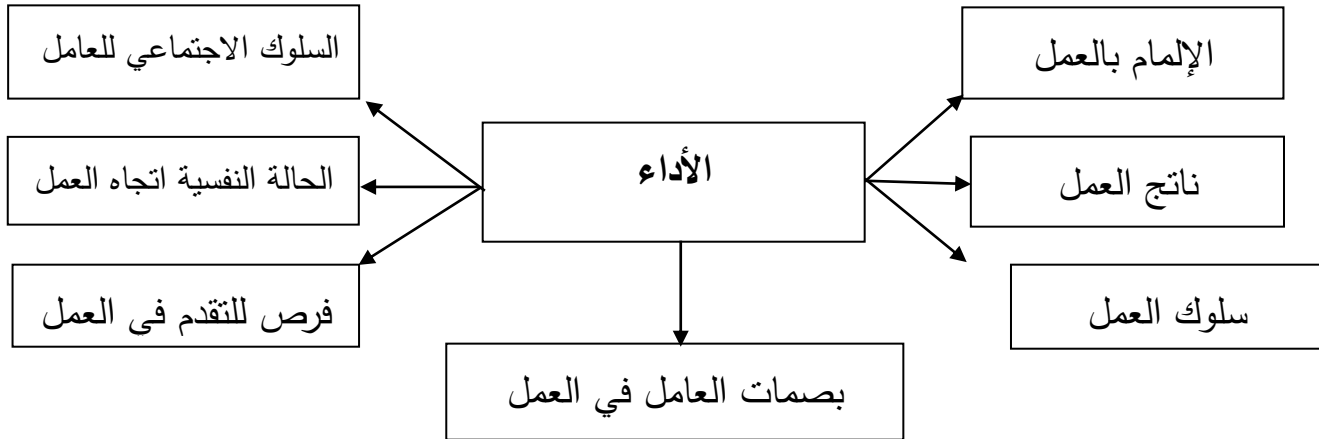 الإلمام بالعمل
السلوك الاجتماعي للعامل
الأداء
ناتج العمل
الحالة النفسية اتجاه العمل
سلوك العمل
فرص للتقدم في العمل
بصمات العامل في العمل